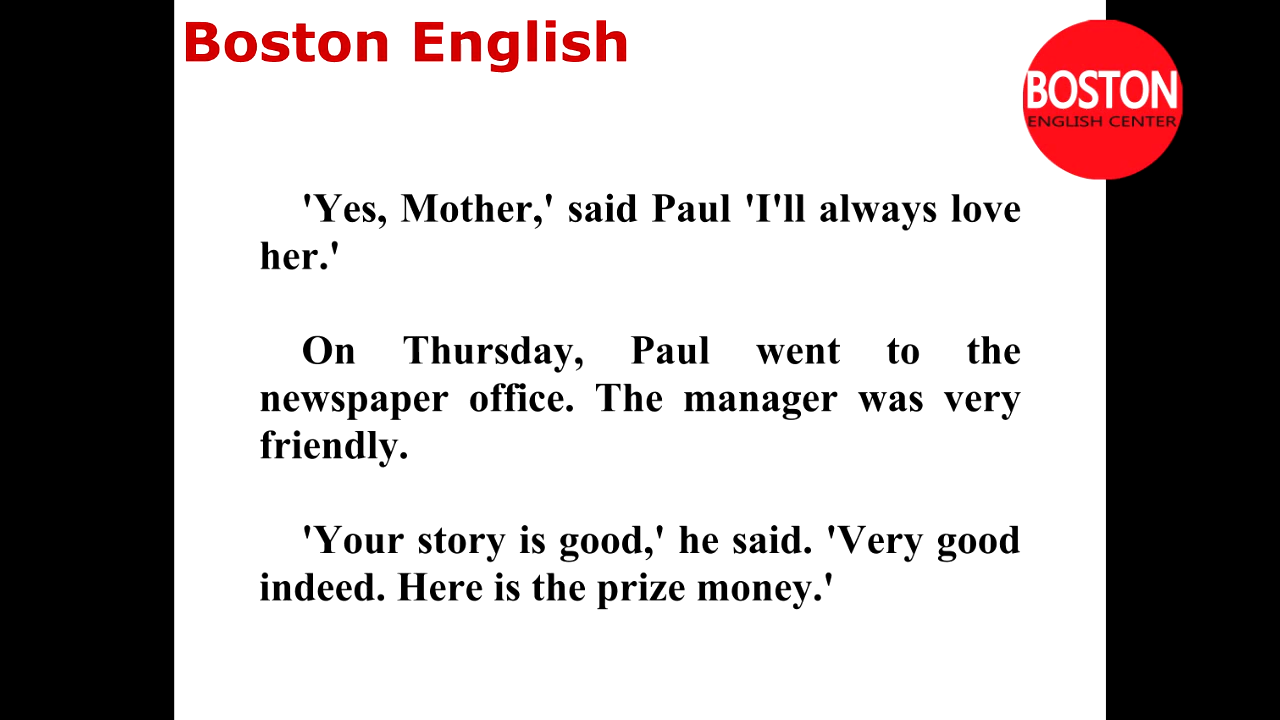 Boston English
BOSTON
ENGLISH CENTER
'Yes, Mother,' said Paul 'I'll always love
her.'
On Thursday, Paul went to the
newspaper office. The manager was very
friendly.
'Your story is good,' he said. 'Very good
indeed. Here is the prize money.'